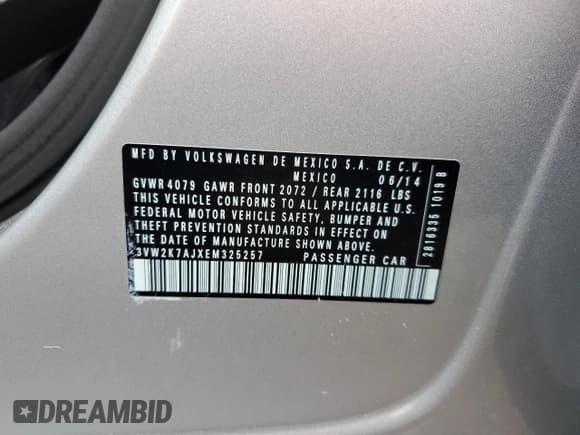 MFD BY VOLKSWAGEN DE MEXICO S.A. DE C.V.
MEXICO 06/14
GVWR 4079 GAWR FRONT 2072 / REAR 2116 LBS
THIS VEHICLE CONFORMS TO ALL APPLICABLE U.S.
FEDERAL MOTOR VEHICLE SAFETY, BUMPER AND
THEFT PREVENTION STANDARDS IN EFFECT ON
THE DATE OF MANUFACTURE SHOWN ABOVE.
3VW2K7AJXEM325257 PASSENGER CAR
2816335 1019 B
DREAMBID